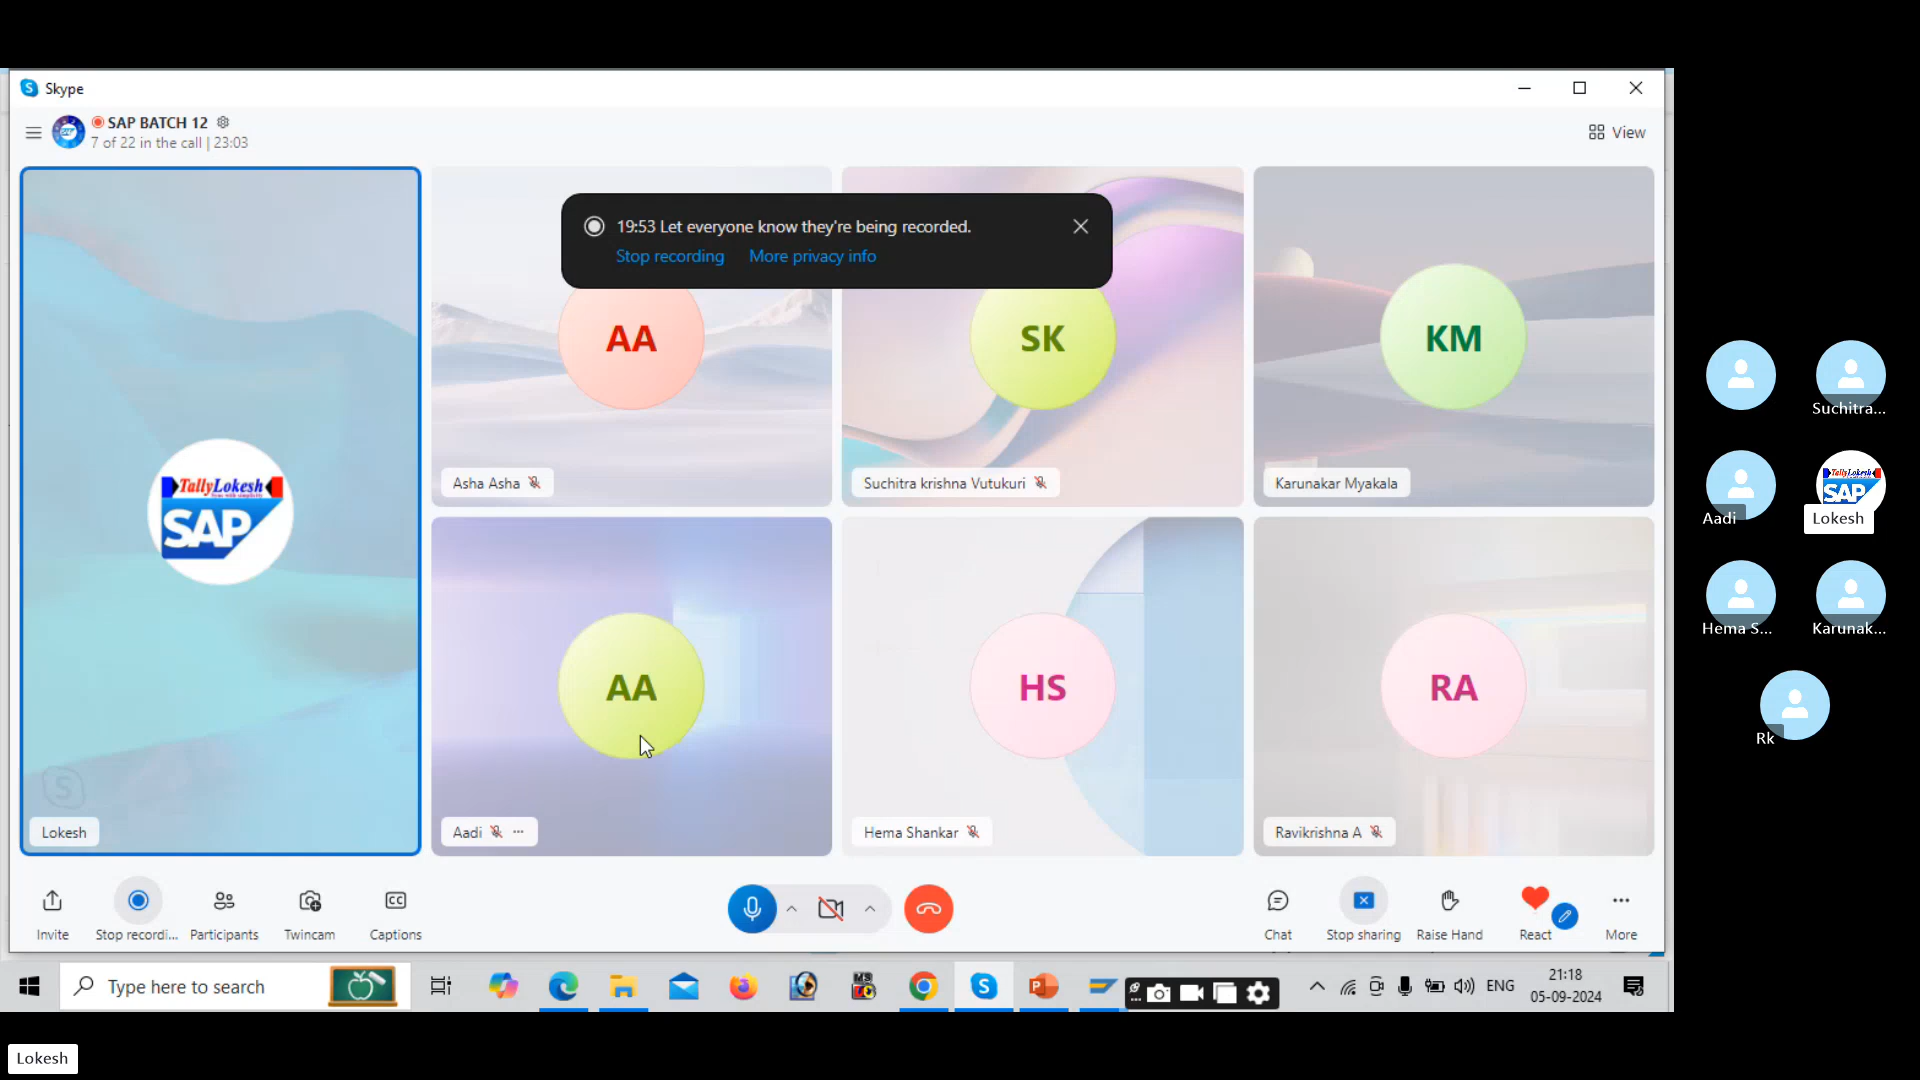 Skype
SAP BATCH 12
7 of 22 in the call | 23:03
View
19:53 Let everyone know they're being recorded.
Stop recording More privacy info
AA
SK
KM
TallyLokesh
SAP
Asha Asha
Suchitra krishna Vutukuri
Karunakar Myakala
AA
HS
RA
Lokesh
Aadi
Hema Shankar
Ravikrishna A
Invite
Stop recordi...
Participants
Twincam
CC
Captions
Chat
Stop sharing
Raise Hand
React
More
Type here to search
ENG
21:18
05-09-2024
Suchitra...
Aadi
TallyLokesh
SAP
Lokesh
Hema S...
Karunak...
Rk
Lokesh